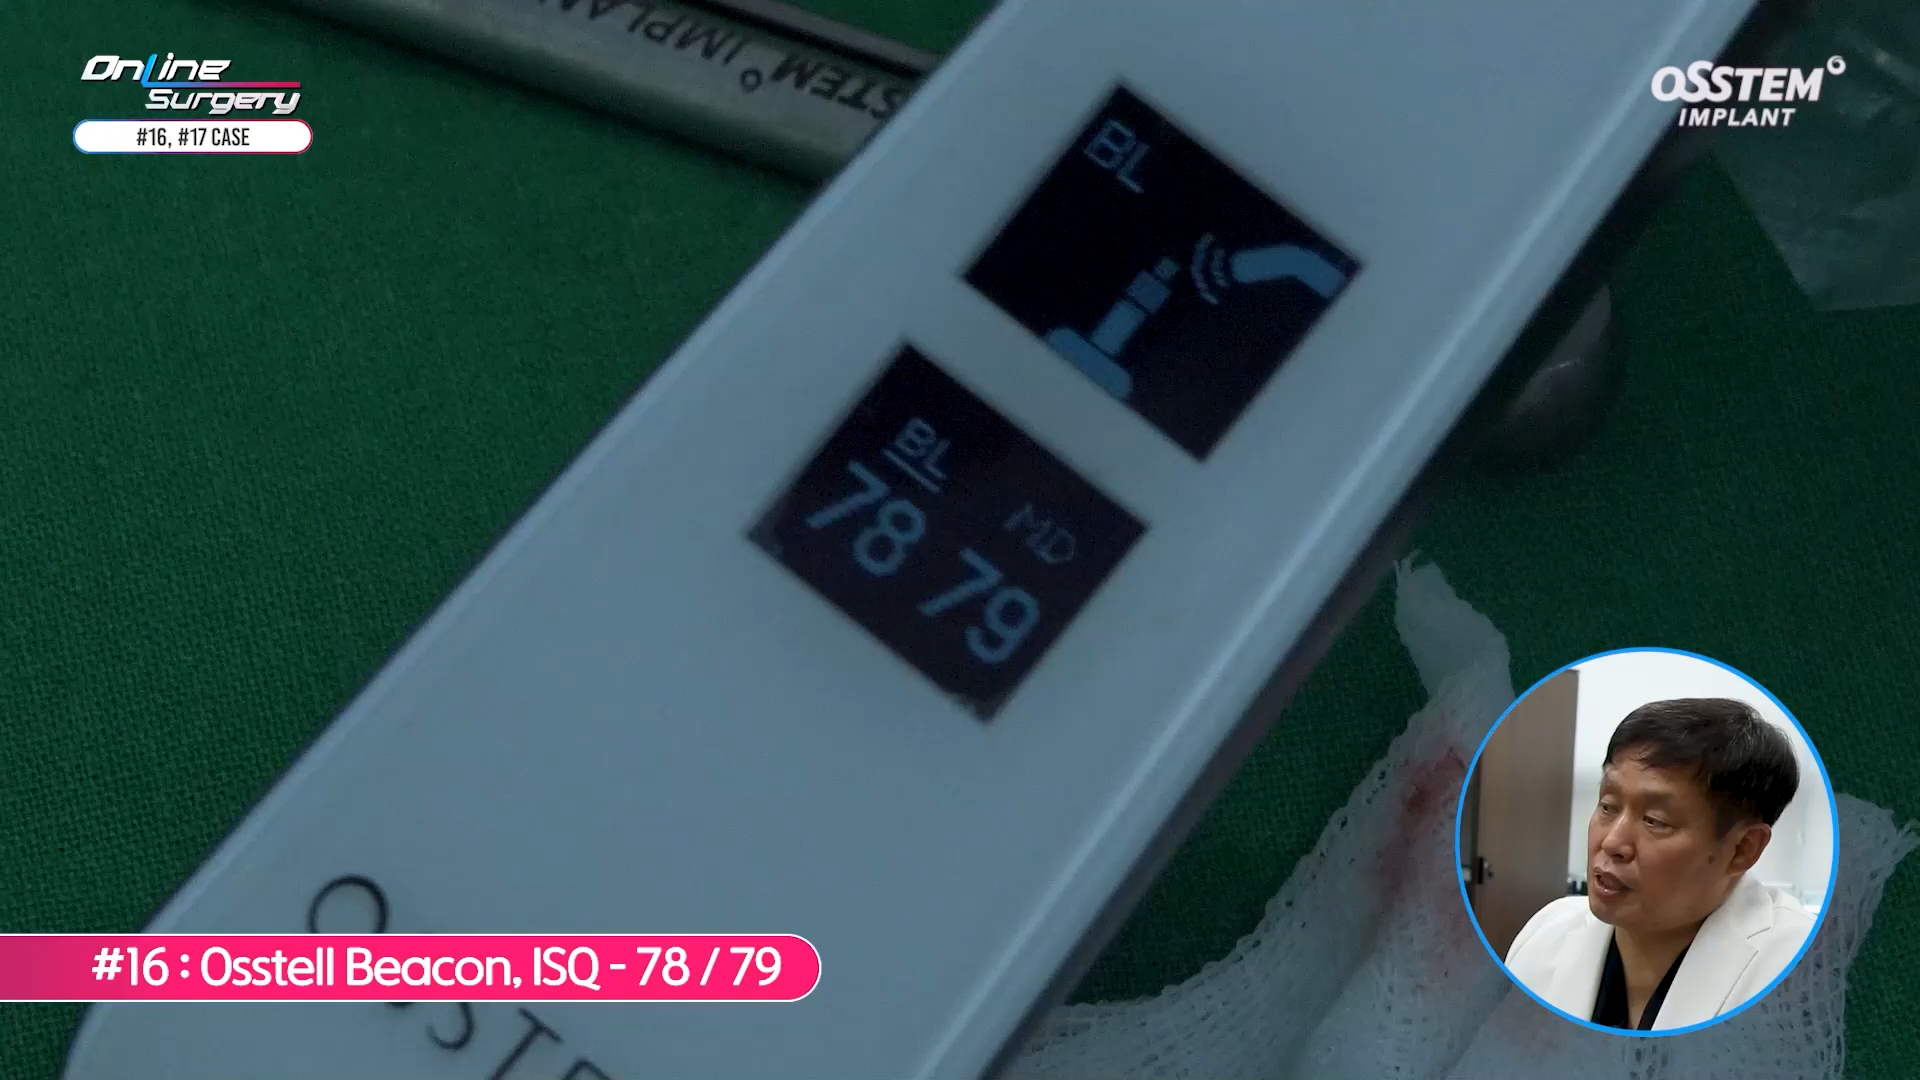 OnLine
Surgery
#16, #17 CASE
OSSTEM
IMPLANT
BL
BL
MD
78
79
#16 : Osstell Beacon, ISQ - 78 / 79